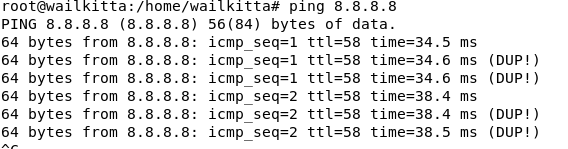 root@wailkitta:/home/wailkitta# ping 8.8.8.8
PING 8.8.8.8 (8.8.8.8) 56(84) bytes of data.
64 bytes from 8.8.8.8: icmp_seq=1 ttl=58 time=34.5 ms
64 bytes from 8.8.8.8: icmp_seq=1 ttl=58 time=34.6 ms (DUP!)
64 bytes from 8.8.8.8: icmp_seq=1 ttl=58 time=34.6 ms (DUP!)
64 bytes from 8.8.8.8: icmp_seq=2 ttl=58 time=38.4 ms
64 bytes from 8.8.8.8: icmp_seq=2 ttl=58 time=38.4 ms (DUP!)
64 bytes from 8.8.8.8: icmp_seq=2 ttl=58 time=38.5 ms (DUP!)